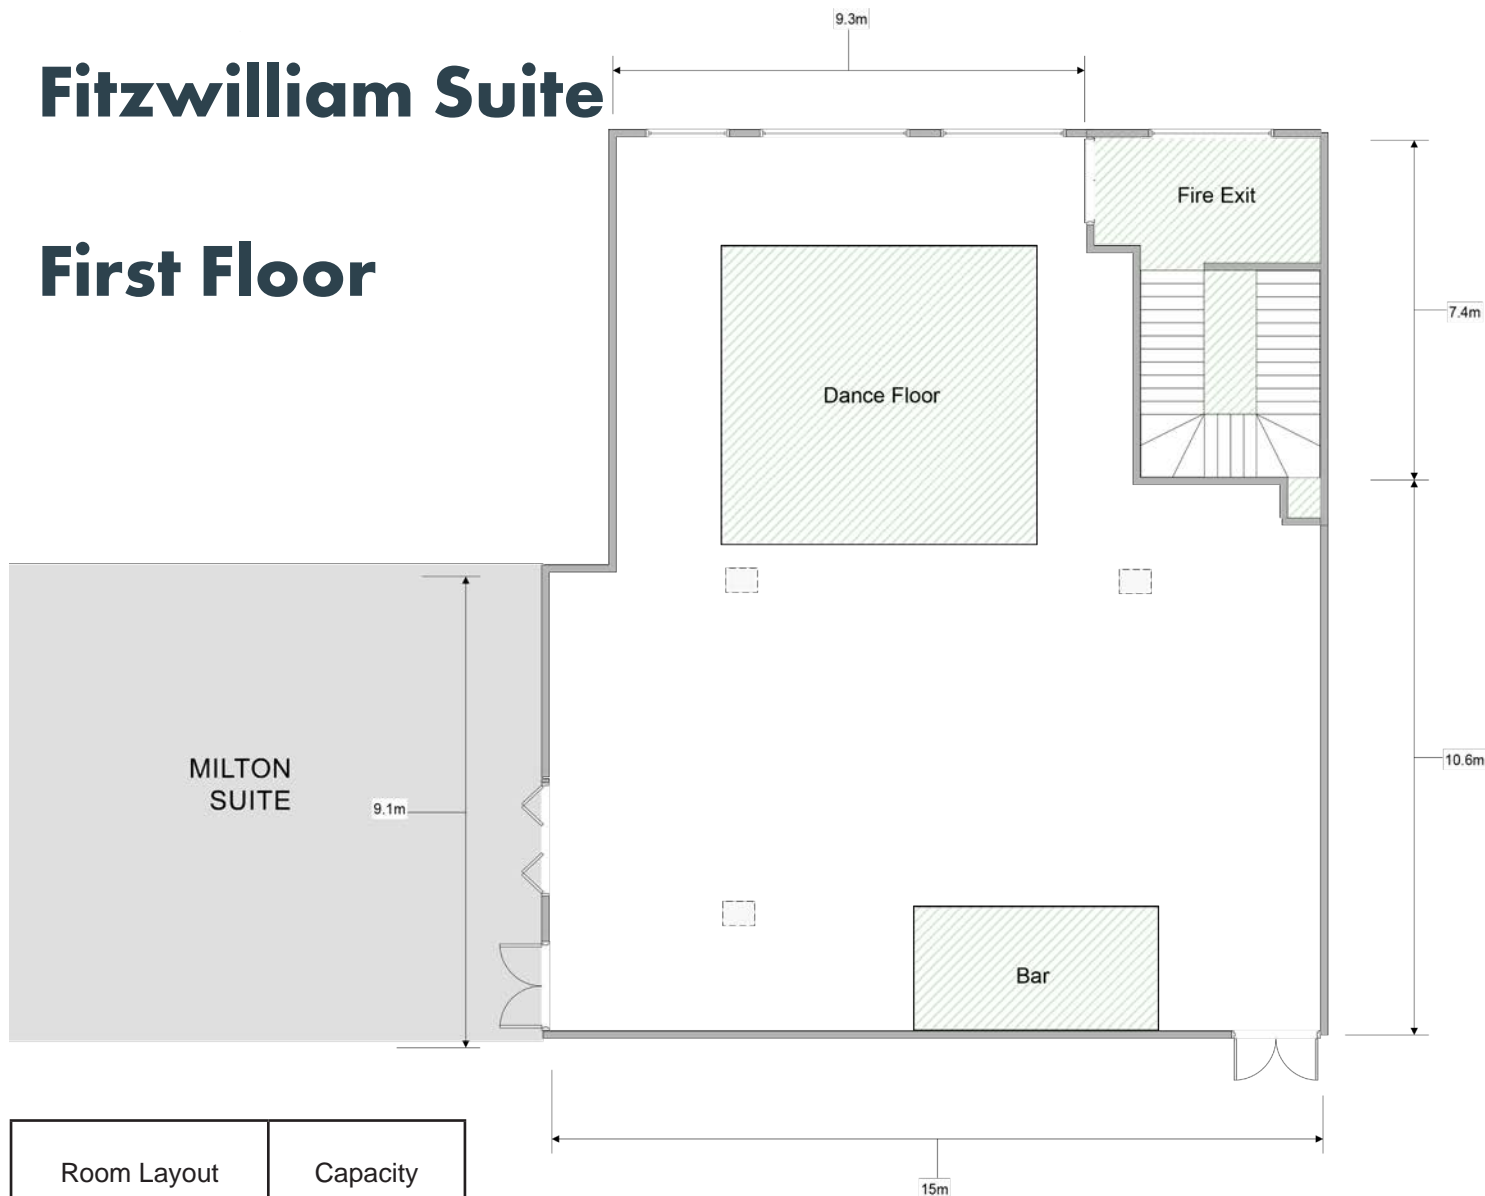 9.3m
Fitzwilliam Suite
Fire Exit
First Floor
7.4m
Dance Floor
10.6m
MILTON
SUITE
9.1m
Bar
Room Layout Capacity
15m